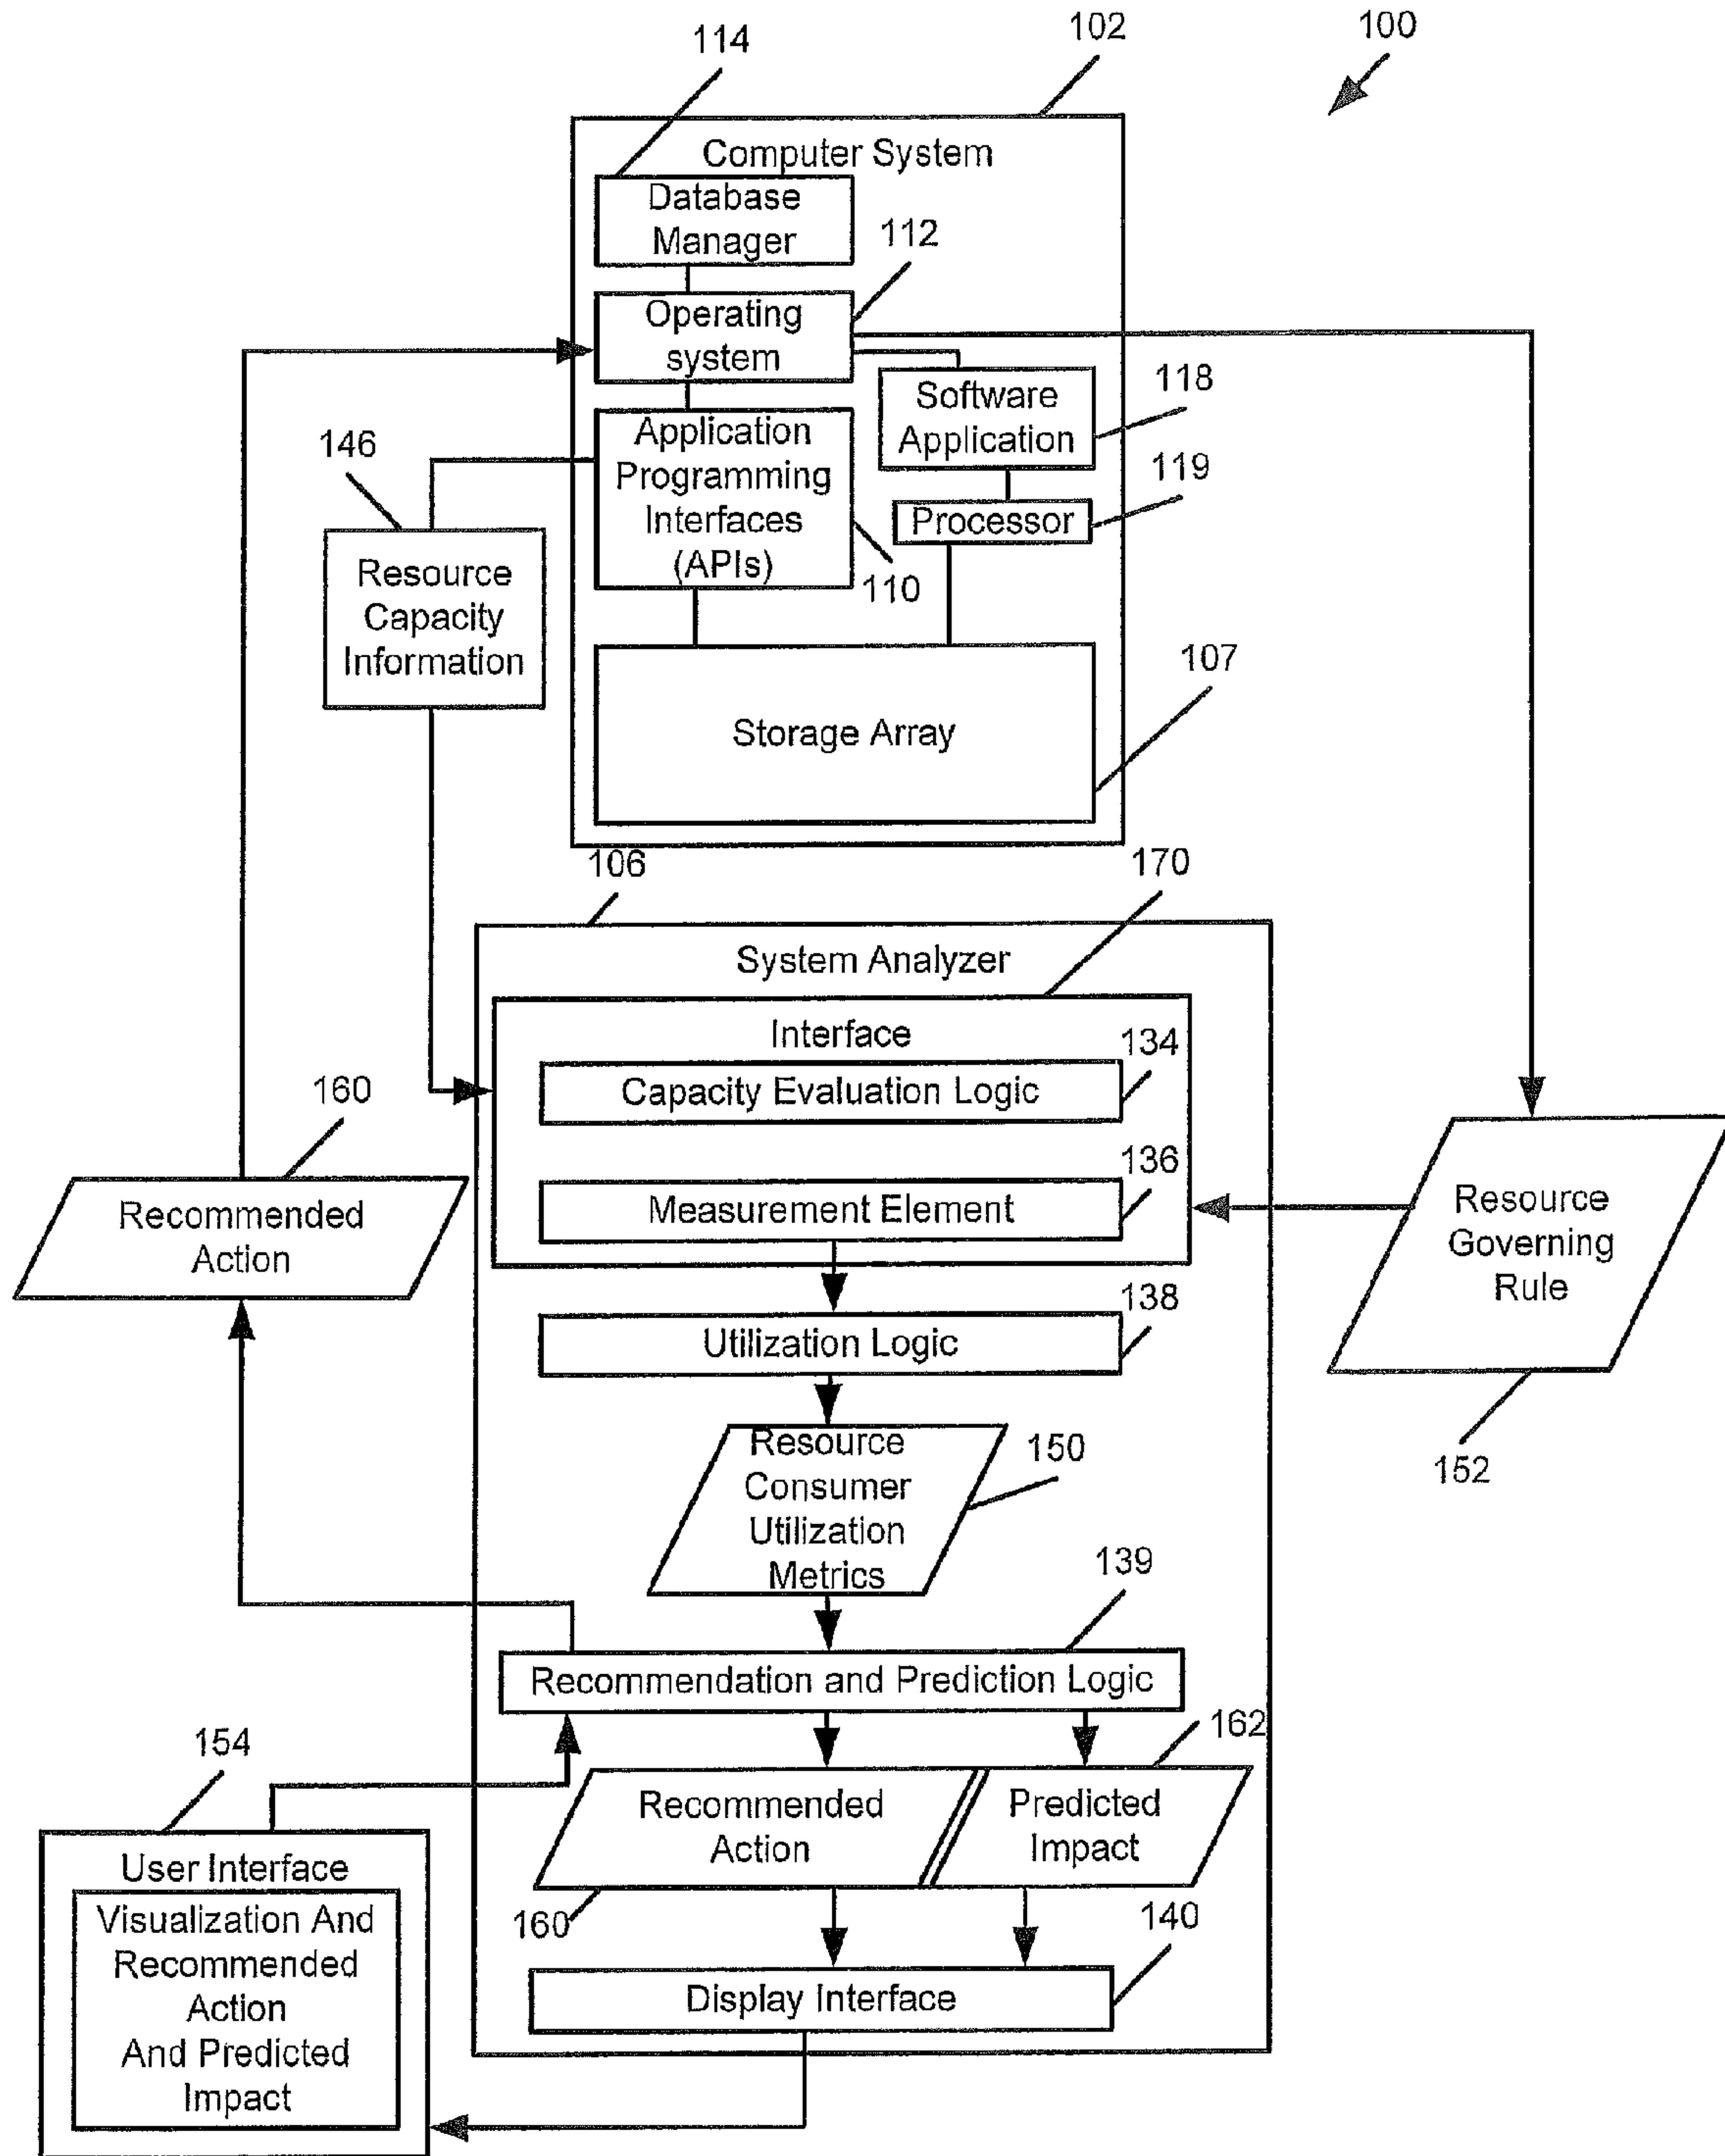 100
102
114
Computer System
Database
Manager
112
Operating
system
118
Software
Application
146
Application
Programming
Interfaces
(APIs)
119
Processor
110
Resource
Capacity
Information
107
Storage Array
106
170
System Analyzer
Interface
134
Capacity Evaluation Logic
160
Recommended
Action
136
Measurement Element
Resource
Governing
Rule
152
138
Utilization Logic
Resource
Consumer
Utilization
Metrics
150
139
Recommendation and Prediction Logic
162
154
Recommended
Action
Predicted
Impact
160
User Interface
Visualization And
Recommended
Action
And Predicted
Impact
140
Display Interface